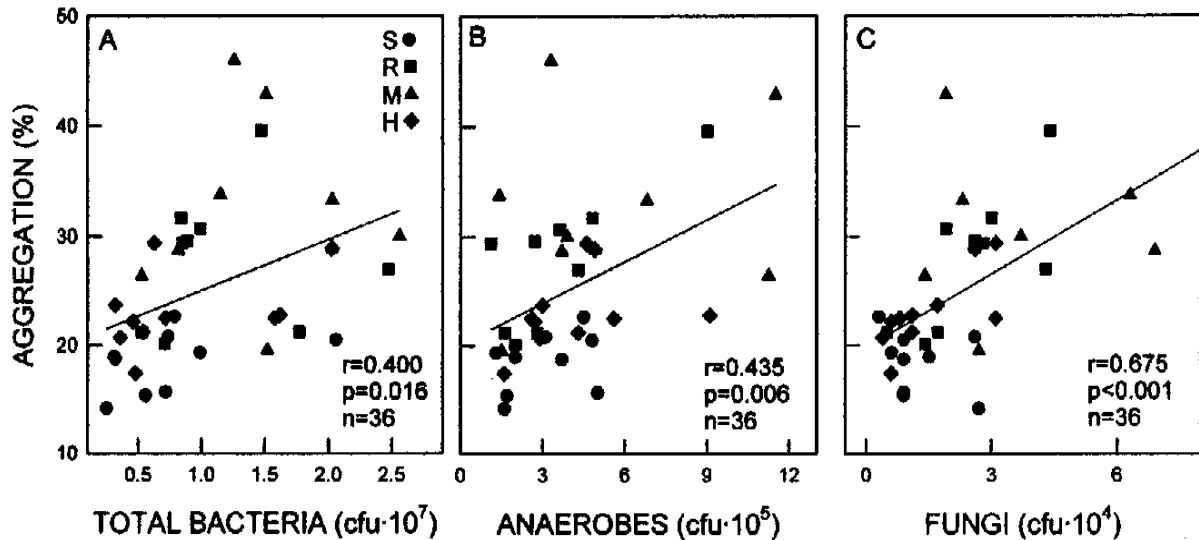 AGGREGATION (%)
50
40
30
20
10
A
S
R
M
H
r=0.400
p=0.016
n=36
0.5 1.0 1.5 2.0 2.5
TOTAL BACTERIA (cfu·10⁷)
B
r=0.435
p=0.006
n=36
0 3 6 9 12
ANAEROBES (cfu·10⁵)
C
r=0.675
p<0.001
n=36
0 3 6
FUNGI (cfu·10⁴)